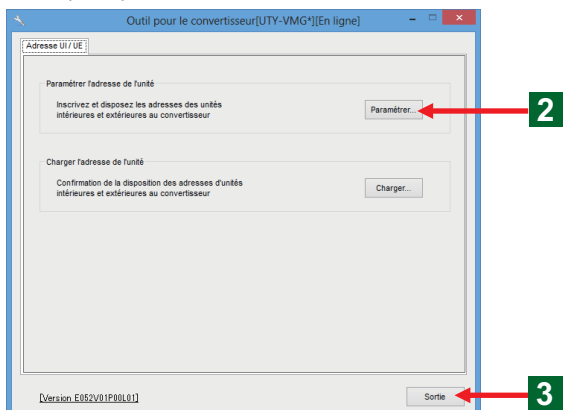 Outil pour le convertisseur[UTY-VMG*][En ligne]
Adresse UI / UE
Paramétrer l'adresse de l'unité
Inscrivez et disposez les adresses des unités
intérieures et extérieures au convertisseur
Paramétrer...
2
Charger l'adresse de l'unité
Confirmation de la disposition des adresses d'unités
intérieures et extérieures au convertisseur
Charger...
[Version E052V01P00L01]
Sortie
3